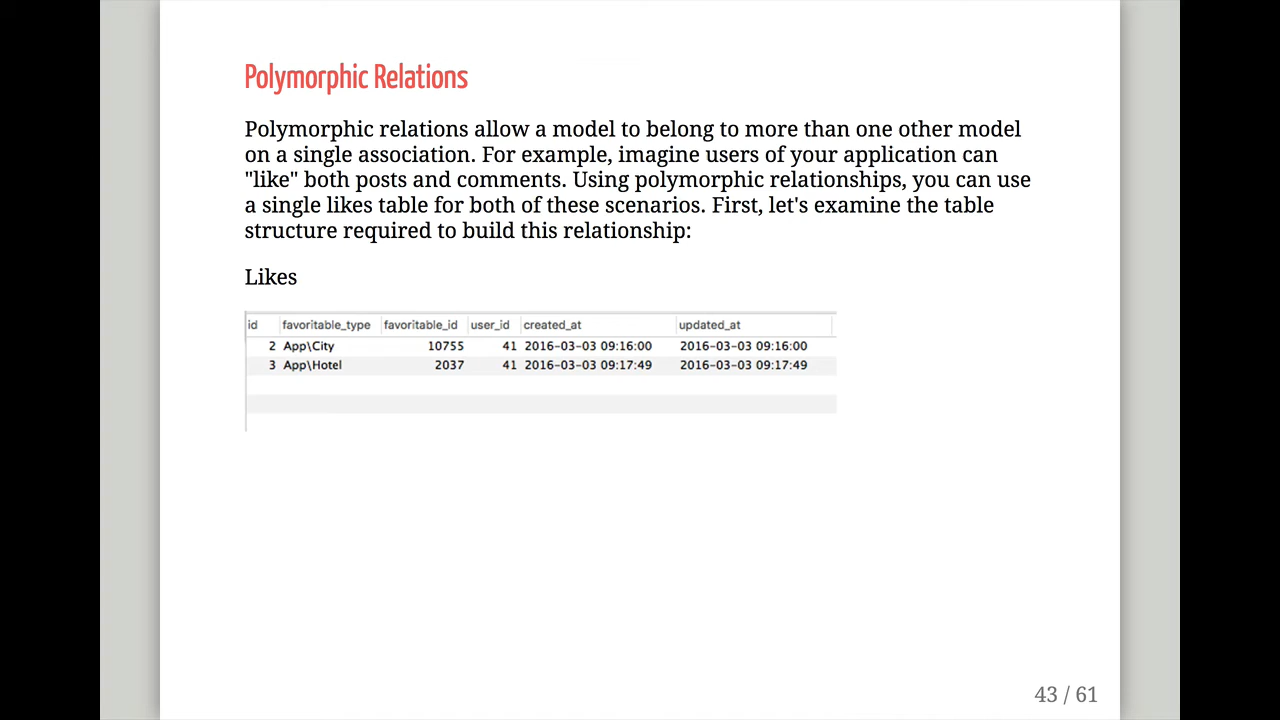 Polymorphic Relations
Polymorphic relations allow a model to belong to more than one other model
on a single association. For example, imagine users of your application can
"like" both posts and comments. Using polymorphic relationships, you can use
a single likes table for both of these scenarios. First, let's examine the table
structure required to build this relationship:
Likes
id favoritable_type favoritable_id user_id created_at updated_at
2 App\City 10755 41 2016-03-03 09:16:00 2016-03-03 09:16:00
3 App\Hotel 2037 41 2016-03-03 09:17:49 2016-03-03 09:17:49
43 / 61